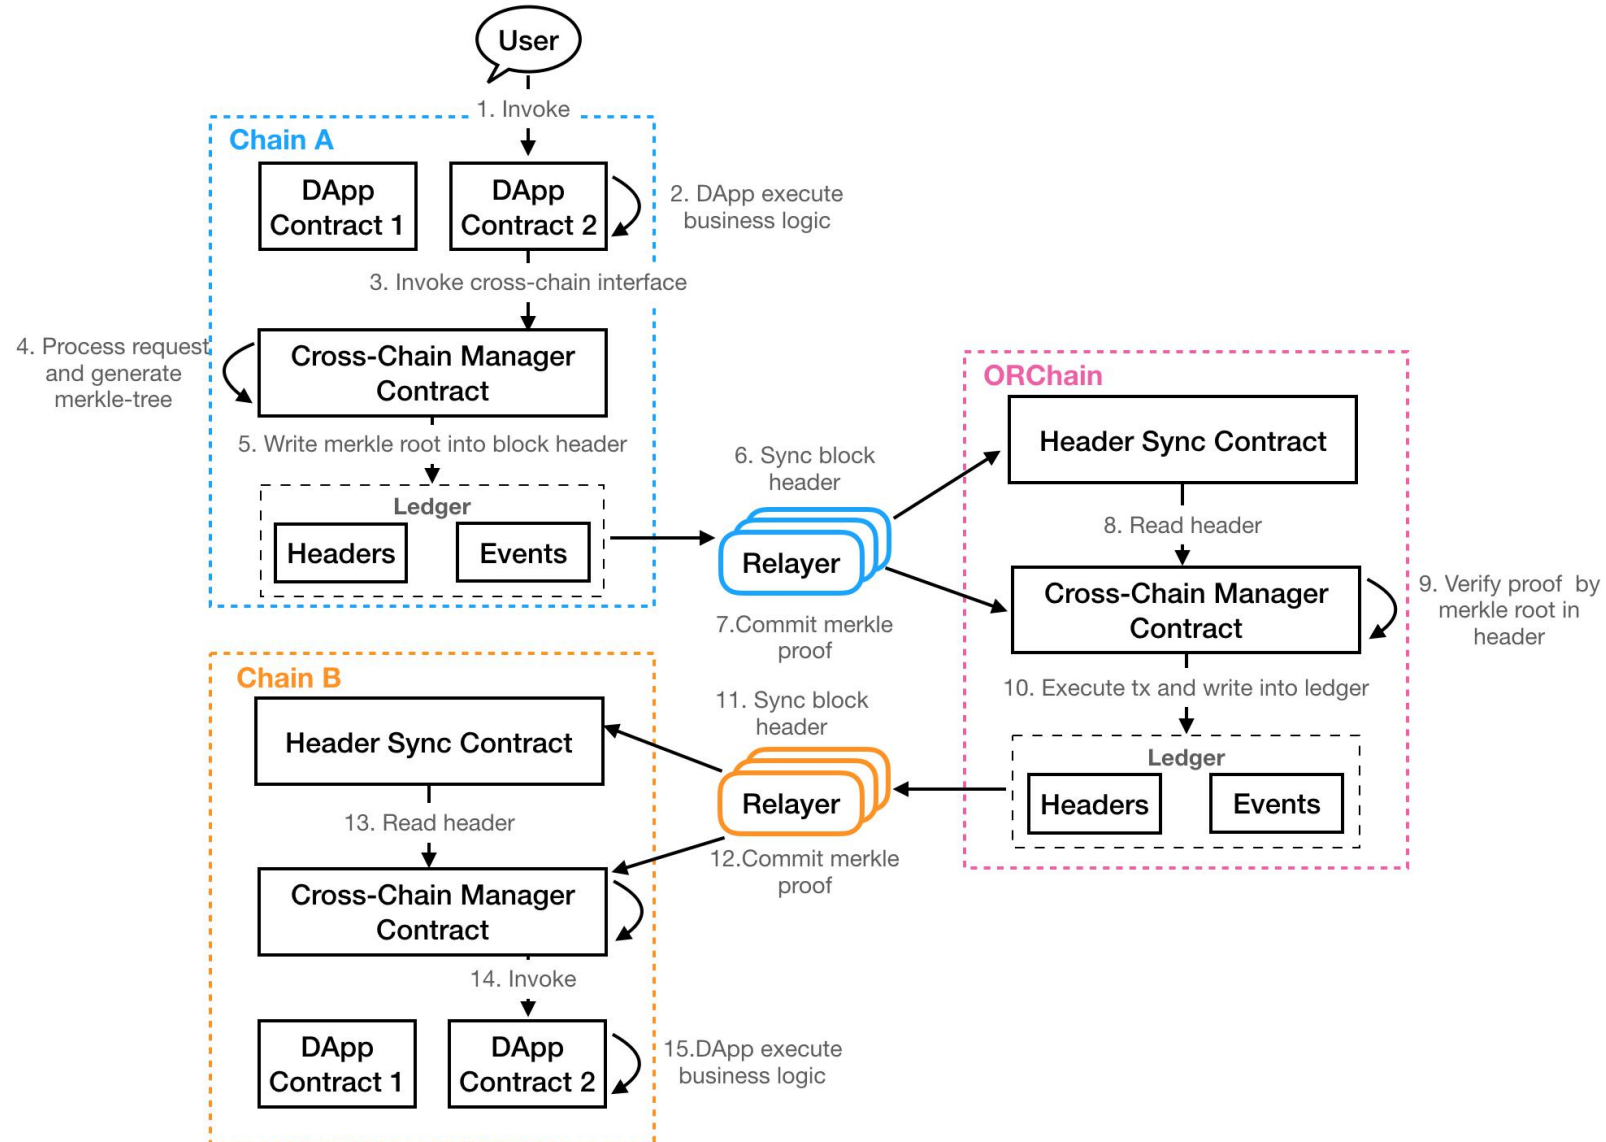 User
1. Invoke
Chain A
DApp
Contract 1
DApp
Contract 2
2. DApp execute
business logic
3. Invoke cross-chain interface
4. Process request
and generate
merkle-tree
Cross-Chain Manager
Contract
5. Write merkle root into block header
Ledger
Headers
Events
6. Sync block
header
Relayer
7.Commit merkle
proof
ORChain
Header Sync Contract
8. Read header
Cross-Chain Manager
Contract
9. Verify proof by
merkle root in
header
10. Execute tx and write into ledger
Ledger
Headers
Events
11. Sync block
header
Relayer
12.Commit merkle
proof
Chain B
Header Sync Contract
13. Read header
Cross-Chain Manager
Contract
14. Invoke
DApp
Contract 1
DApp
Contract 2
15.DApp execute
business logic